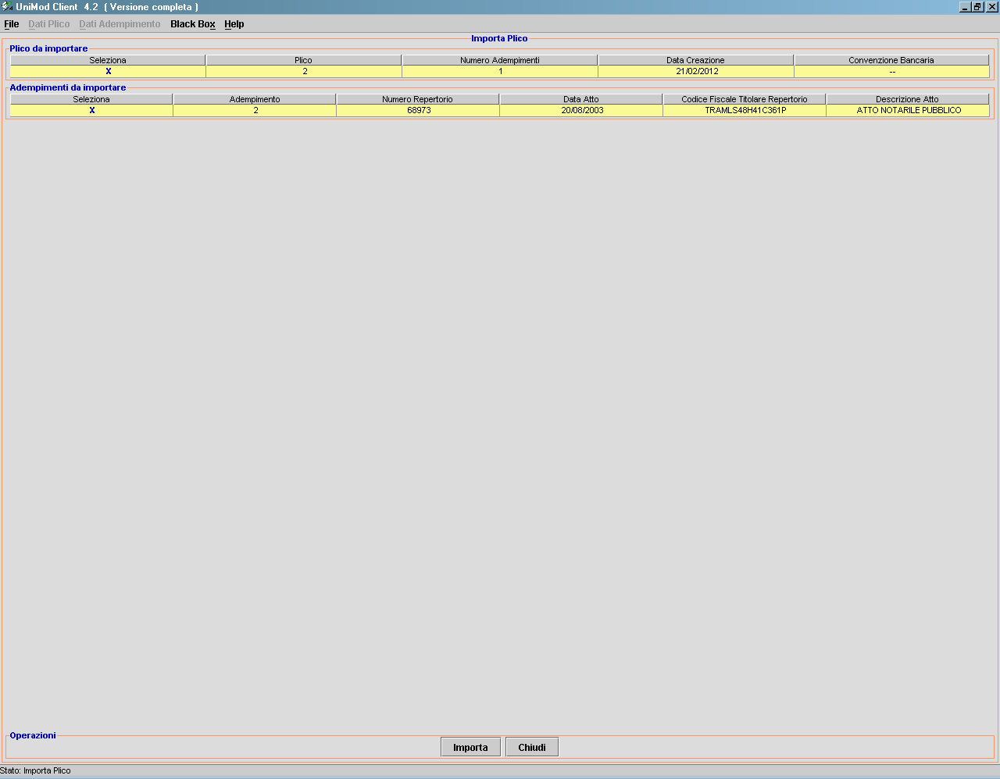 UniMod Client 4.2 ( Versione completa )
File Dati Plico Dati Adempimento Black Box Help
Importa Plico
Plico da importare
Seleziona Plico Numero Adempimenti Data Creazione Convenzione Bancaria
X 2 1 21/02/2012 --
Adempimenti da importare
Seleziona Adempimento Numero Repertorio Data Atto Codice Fiscale Titolare Repertorio Descrizione Atto
X 2 68973 20/08/2003 TRAMLS48H41C361P ATTO NOTARILE PUBBLICO
Operazioni
Importa Chiudi
Stato: Importa Plico